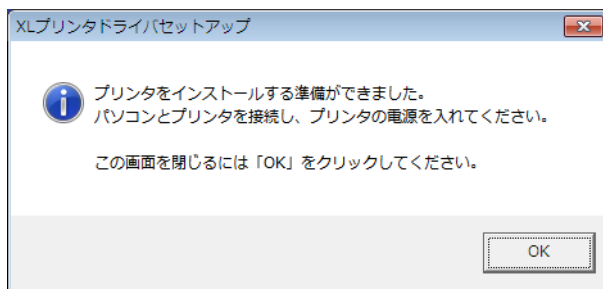 XLプリンタドライバセットアップ
プリンタをインストールする準備ができました。
パソコンとプリンタを接続し、プリンタの電源を入れてください。
この画面を閉じるには「OK」をクリックしてください。
OK